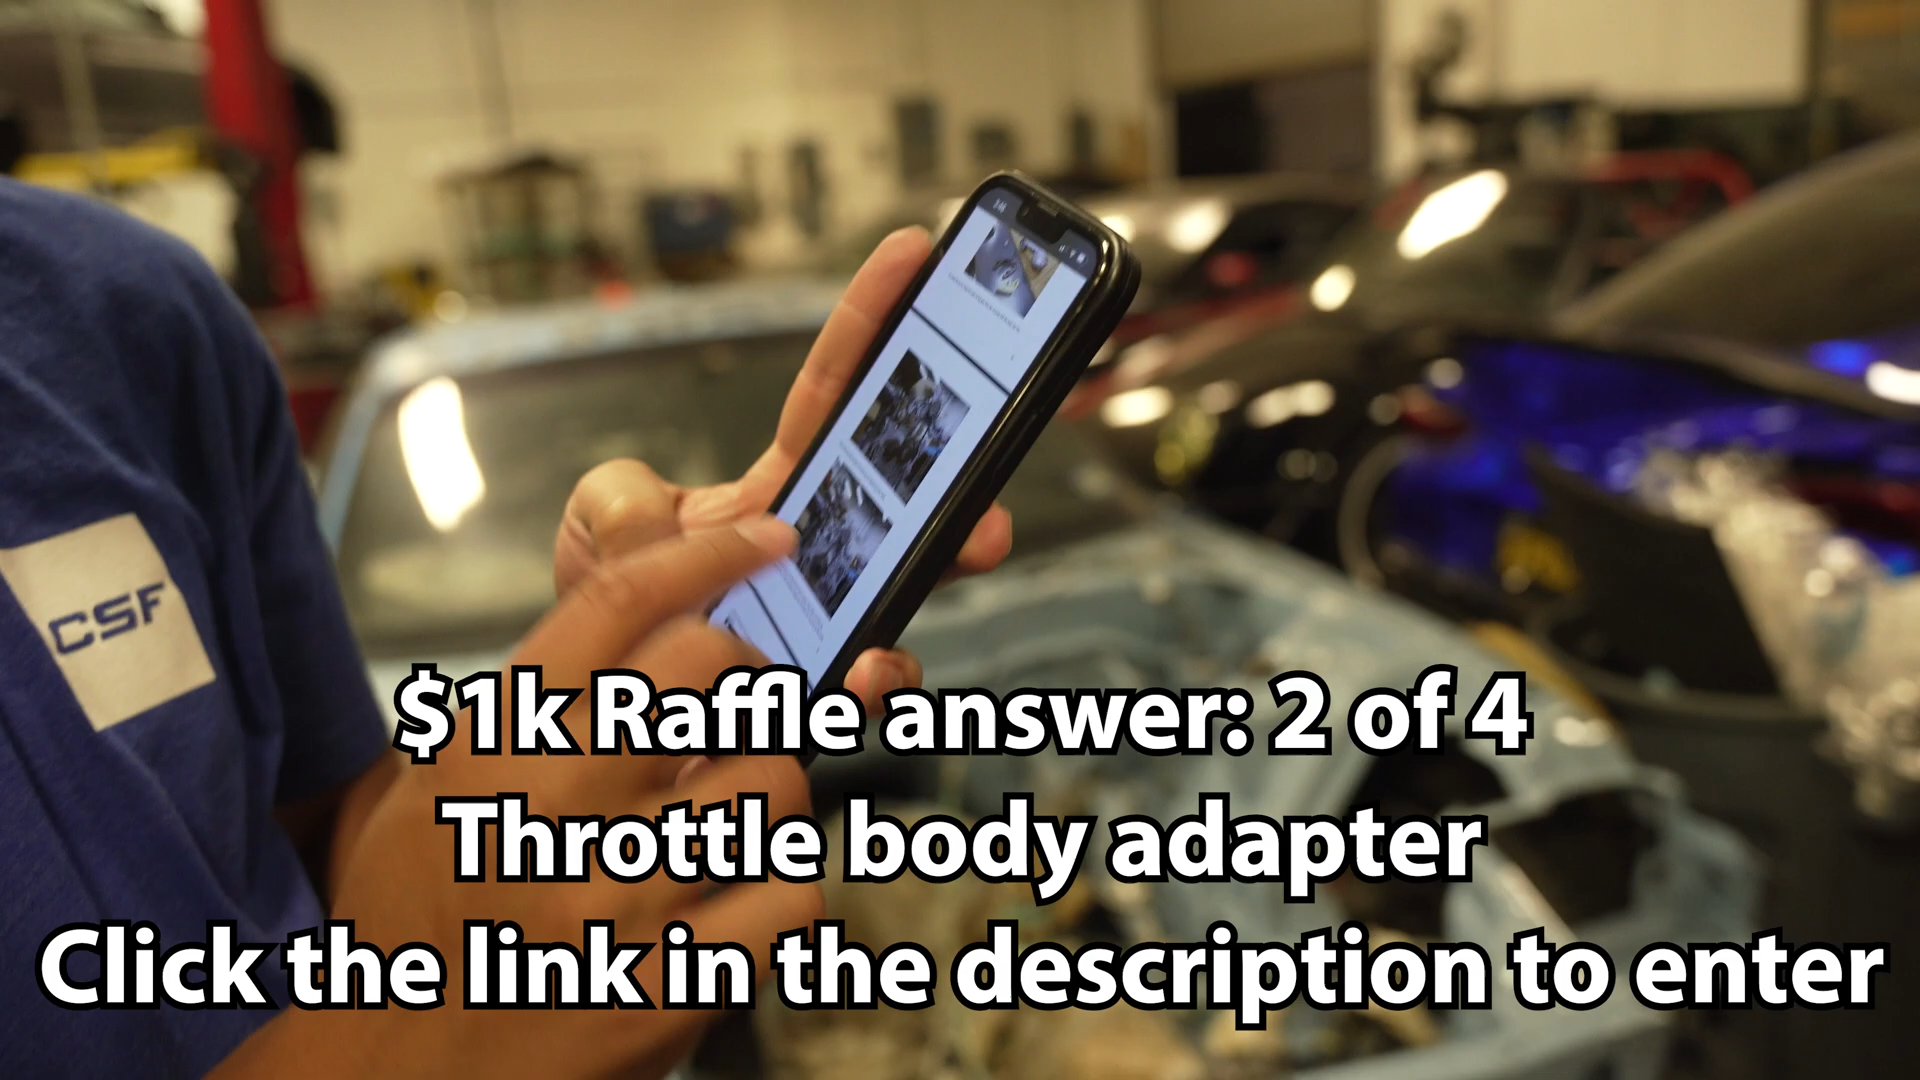 CSF
$1k Raffle answer: 2 of 4
Throttle body adapter
Click the link in the description to enter